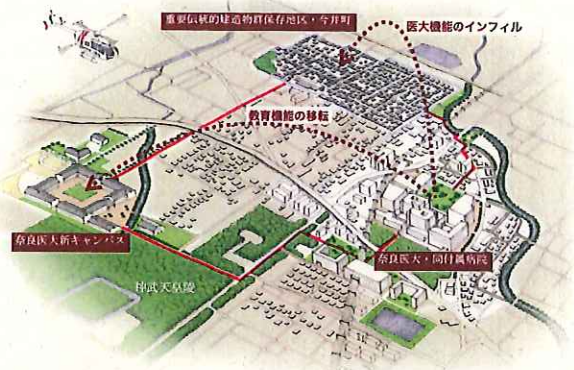 重要伝統的建造物群保存地区・今井町
医大機能のインフィル
教育機能の移転
奈良医大新キャンパス
奈良医大・同付属病院
神武天皇陵